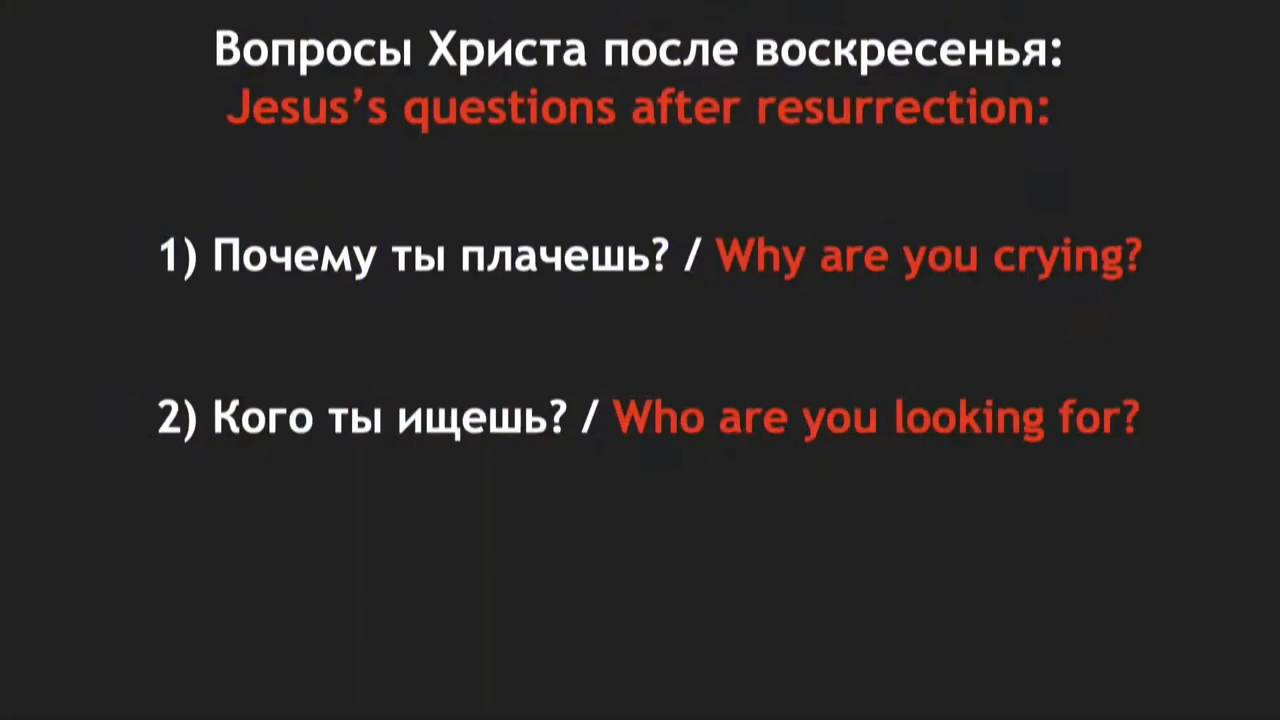 Вопросы Христа после воскресенья:
Jesus’s questions after resurrection:
1) Почему ты плачешь? / Why are you crying?
2) Кого ты ищешь? / Who are you looking for?